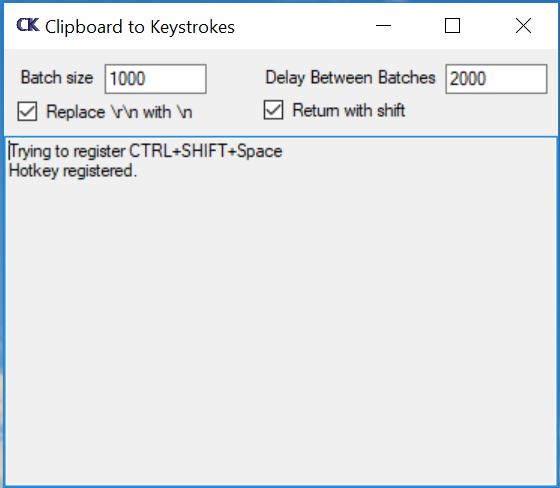 CK Clipboard to Keystrokes
Batch size 1000 Delay Between Batches 2000
Replace \r\n with \n Return with shift
Trying to register CTRL+SHIFT+Space
Hotkey registered.